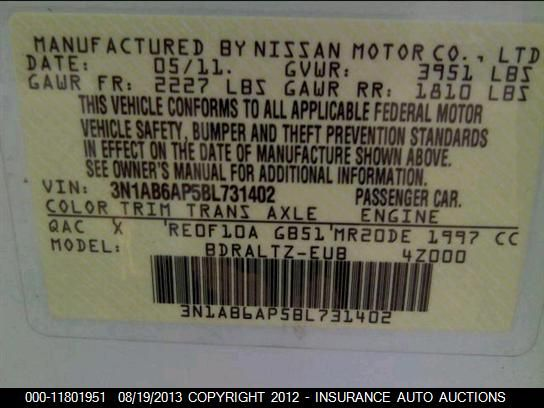 MANUFACTURED BY NISSAN MOTOR CO., LTD
DATE: 05/11. GVWR: 3951 LBS
GAWR FR: 2227 LBS GAWR RR: 1810 LBS
THIS VEHICLE CONFORMS TO ALL APPLICABLE FEDERAL MOTOR
VEHICLE SAFETY, BUMPER AND THEFT PREVENTION STANDARDS
IN EFFECT ON THE DATE OF MANUFACTURE SHOWN ABOVE.
SEE OWNER'S MANUAL FOR ADDITIONAL INFORMATION.
VIN: 3N1AB6AP5BL731402 PASSENGER CAR.
COLOR TRIM TRANS AXLE ENGINE
QAC X 'RE0F10A GB51'MR20DE 1997 CC
MODEL: BDRALTZ-EUB 4Z000
3N1AB6AP5BL731402
000-11801951 08/19/2013 COPYRIGHT 2012 - INSURANCE AUTO AUCTIONS